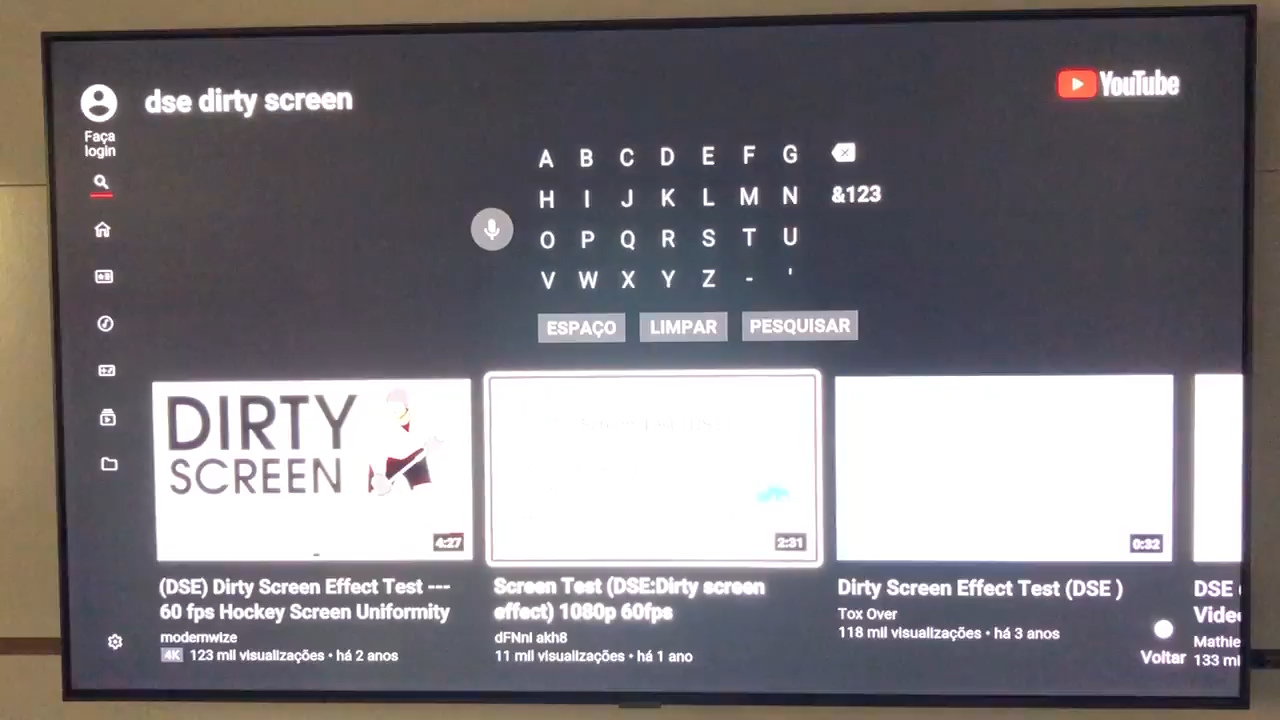 dse dirty screen
YouTube
Faça
login
A B C D E F G
H I J K L M N &123
O P Q R S T U
V W X Y Z - '
ESPAÇO LIMPAR PESQUISAR
DIRTY
SCREEN
4:27
2:31
0:32
(DSE) Dirty Screen Effect Test ---
60 fps Hockey Screen Uniformity
modernwize
4K 123 mil visualizações • há 2 anos
Screen Test (DSE:Dirty screen
effect) 1080p 60fps
dFNnI akh8
11 mil visualizações • há 1 ano
Dirty Screen Effect Test (DSE )
Tox Over
118 mil visualizações • há 3 anos
DSE
Vide
Mathie
133 mi
Voltar